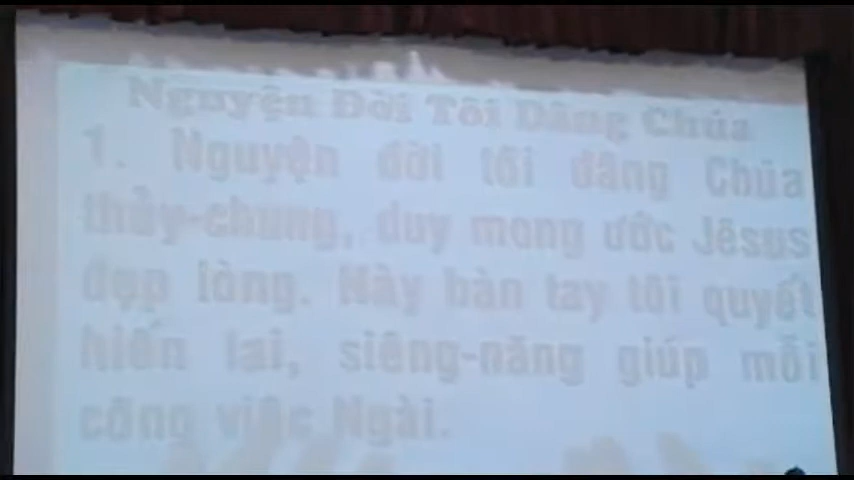 Nguyện Đời Tôi Dâng Chúa
1. Nguyện đời tôi dâng Chúa
thủy-chung, duy mong ước Jêsus
đẹp lòng. Này bàn tay tôi quyết
hiến lai, siêng-năng giúp mỗi
công việc Ngài.